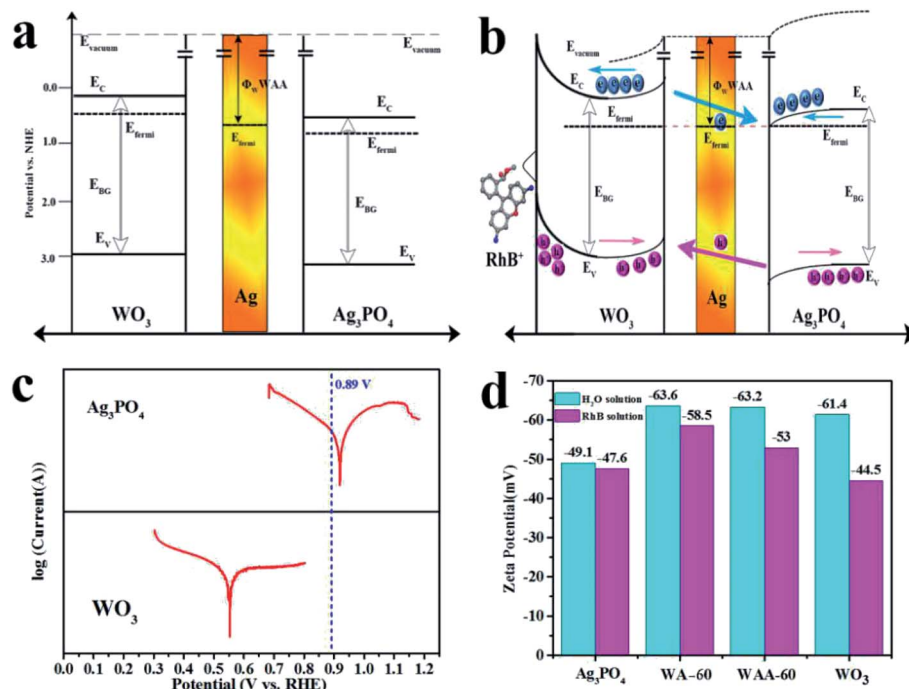 a
E_vacuum
E_vacuum
Φ_W WAA
0.0
E_C
E_C
E_fermi
E_fermi
E_fermi
1.0
Potential vs. NHE
E_BG
E_BG
2.0
E_V
E_V
3.0
Ag
WO₃
Ag₃PO₄
b
E_vacuum
Φ_W WAA
E_C
e e e e
e e e e
E_C
e
E_fermi
E_fermi
E_fermi
E_BG
E_BG
RhB⁺
h h h h
h h h
h
h h h h
E_V
E_V
Ag
WO₃
Ag₃PO₄
c
0.89 V
Ag₃PO₄
log (Current(A))
WO₃
0.0 0.1 0.2 0.3 0.4 0.5 0.6 0.7 0.8 0.9 1.0 1.1 1.2
Potential (V vs. RHE)
d
H₂O solution
RhB solution
-70
-60
-50
-40
-30
-20
-10
0
Zeta Potential(mV)
-49.1
-47.6
-63.6
-58.5
-63.2
-53
-61.4
-44.5
Ag₃PO₄ WA-60 WAA-60 WO₃